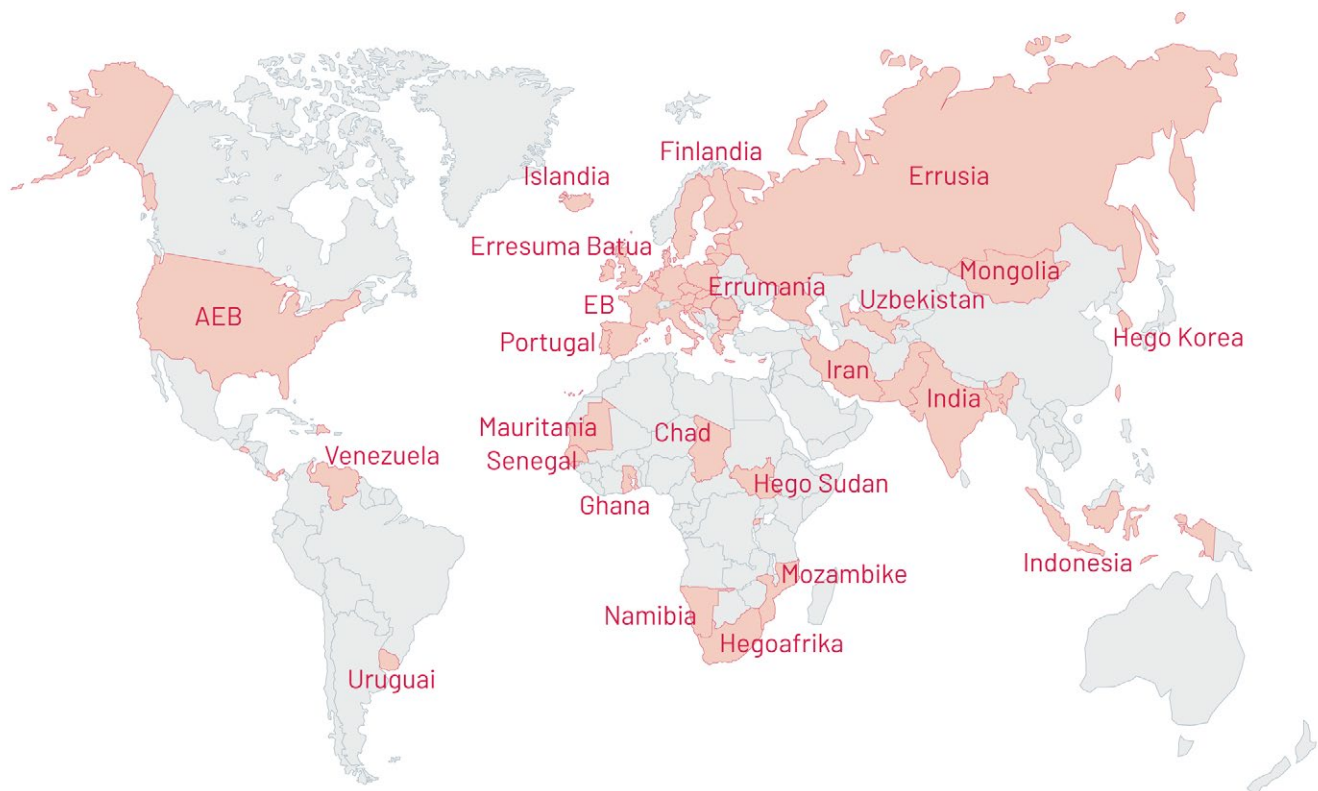 Finlandia
Islandia
Errusia
Erresuma Batua
Mongolia
Errumania
Uzbekistan
EB
AEB
Hego Korea
Portugal
Iran
India
Mauritania
Chad
Venezuela
Senegal
Hego Sudan
Ghana
Indonesia
Mozambike
Namibia
Hegoafrika
Uruguai